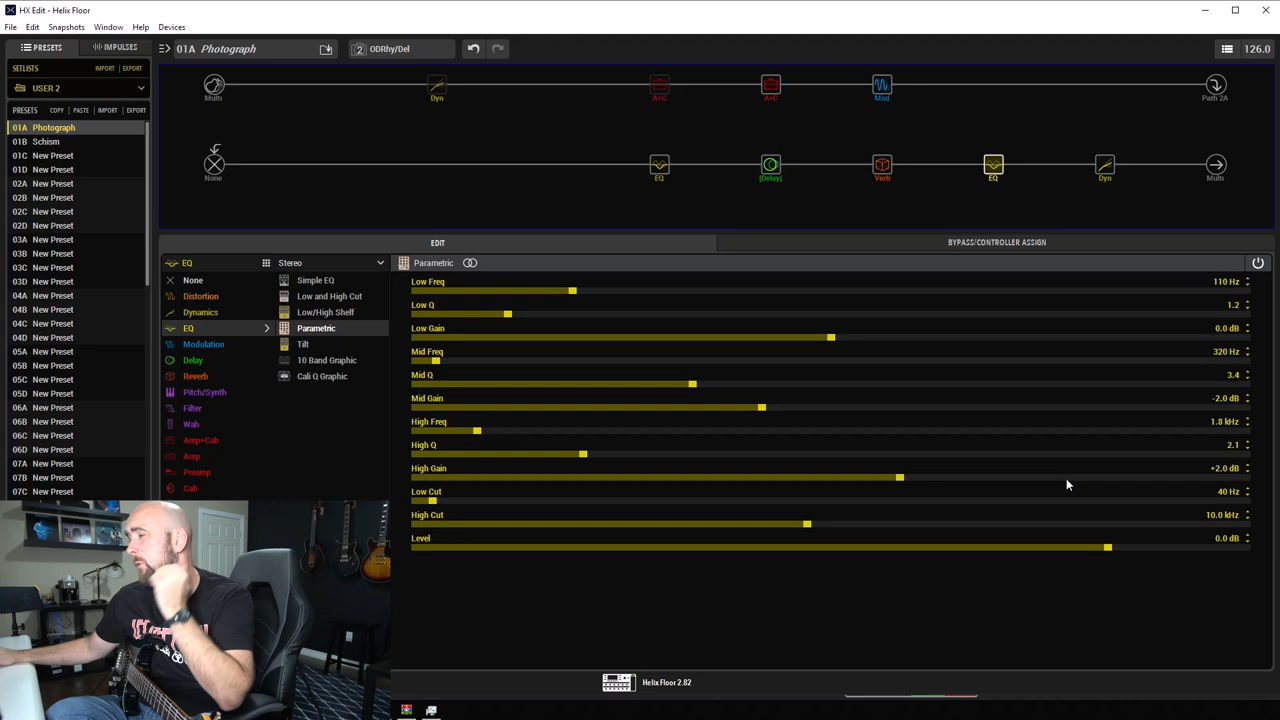 HX Edit - Helix Floor
File Edit Snapshots Window Help Devices
PRESETS IMPULSES
01A Photograph
2 ODRhy/Del
126.0
SETLISTS IMPORT EXPORT
USER 2
PRESETS COPY PASTE IMPORT EXPORT
01A Photograph
01B Schism
01C New Preset
01D New Preset
02A New Preset
02B New Preset
02C New Preset
02D New Preset
03A New Preset
03B New Preset
03C New Preset
03D New Preset
04A New Preset
04B New Preset
04C New Preset
04D New Preset
05A New Preset
05B New Preset
05C New Preset
05D New Preset
06A New Preset
06B New Preset
06C New Preset
06D New Preset
07A New Preset
07B New Preset
07C New Preset
Multi Dyn A+C A+C Mod Path 2A
None EQ [Delay] Verb EQ Dyn Multi
EDIT BYPASS/CONTROLLER ASSIGN
EQ Stereo
None
Distortion
Dynamics
EQ
Modulation
Delay
Reverb
Pitch/Synth
Filter
Wah
Amp+Cab
Amp
Preamp
Cab
Simple EQ
Low and High Cut
Low/High Shelf
Parametric
Tilt
10 Band Graphic
Cali Q Graphic
Parametric
Low Freq 110 Hz
Low Q 1.2
Low Gain 0.0 dB
Mid Freq 320 Hz
Mid Q 3.4
Mid Gain -2.0 dB
High Freq 1.8 kHz
High Q 2.1
High Gain +2.0 dB
Low Cut 40 Hz
High Cut 10.0 kHz
Level 0.0 dB
Helix Floor 2.82